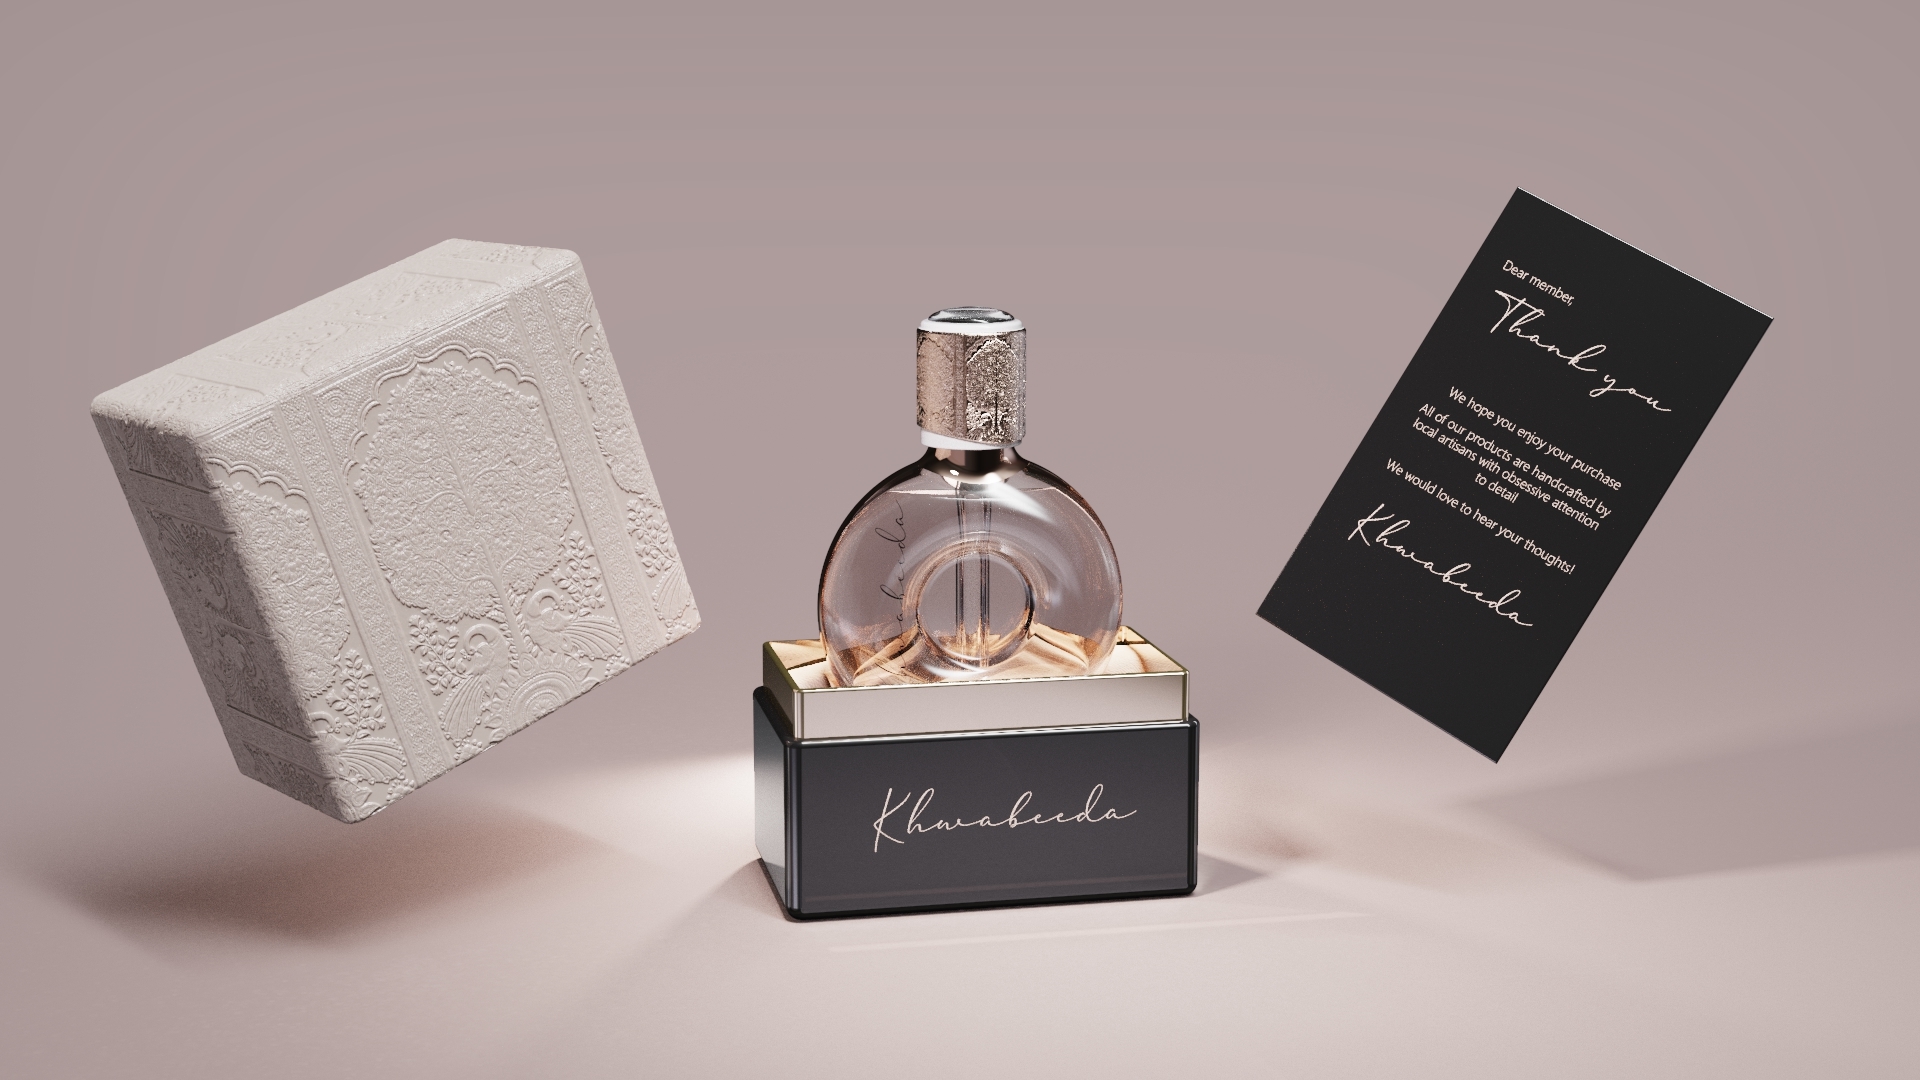 Khwabeeda
Dear member,
Thank you
We hope you enjoy your purchase
All of our products are handcrafted by
local artisans with obsessive attention
to detail
We would love to hear your thoughts!
Khwabeeda